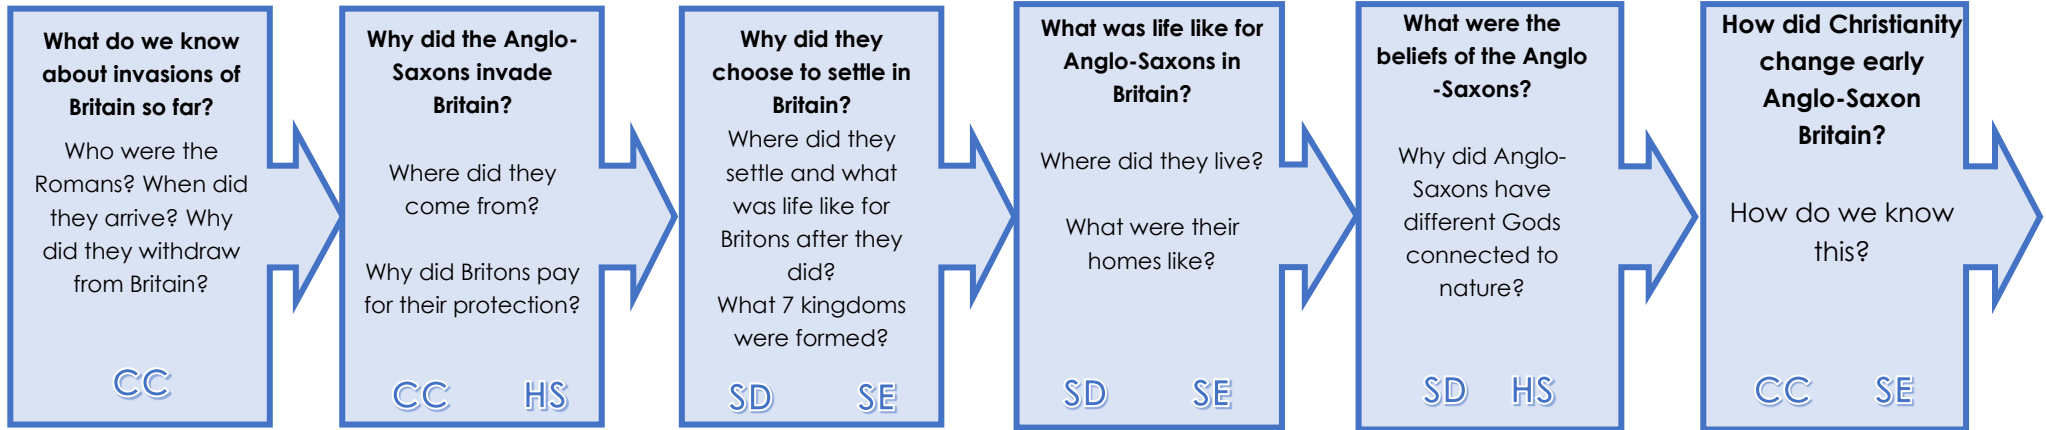 What do we know
about invasions of
Britain so far?
Who were the
Romans? When did
they arrive? Why
did they withdraw
from Britain?
CC
Why did the Anglo-
Saxons invade
Britain?
Where did they
come from?
Why did Britons pay
for their protection?
CC HS
Why did they
choose to settle in
Britain?
Where did they
settle and what
was life like for
Britons after they
did?
What 7 kingdoms
were formed?
SD SE
What was life like for
Anglo-Saxons in
Britain?
Where did they live?
What were their
homes like?
SD SE
What were the
beliefs of the Anglo
-Saxons?
Why did Anglo-
Saxons have
different Gods
connected to
nature?
SD HS
How did Christianity
change early
Anglo-Saxon
Britain?
How do we know
this?
CC SE